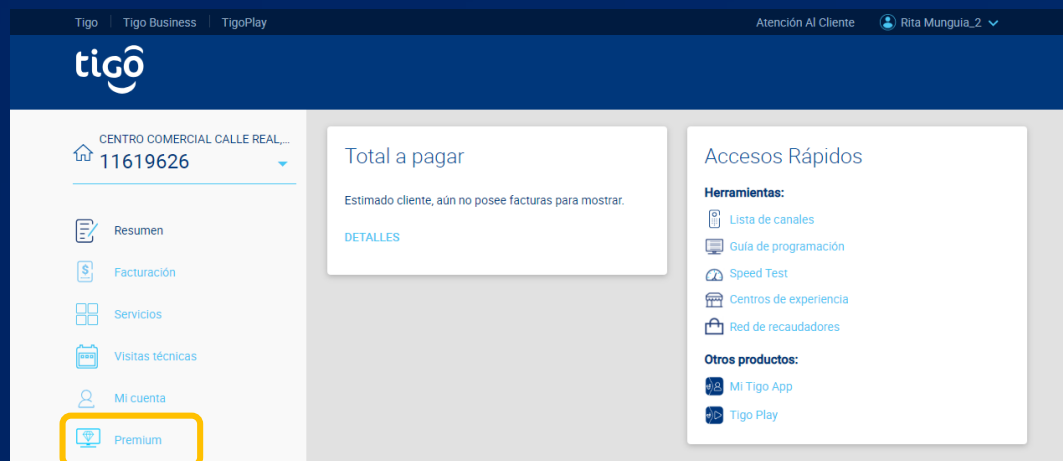 Tigo Tigo Business TigoPlay Atención Al Cliente Rita Munguia_2
tigo
CENTRO COMERCIAL CALLE REAL,...
11619626
Resumen
Facturación
Servicios
Visitas técnicas
Mi cuenta
Premium
Total a pagar
Estimado cliente, aún no posee facturas para mostrar.
DETALLES
Accesos Rápidos
Herramientas:
Lista de canales
Guía de programación
Speed Test
Centros de experiencia
Red de recaudadores
Otros productos:
Mi Tigo App
Tigo Play